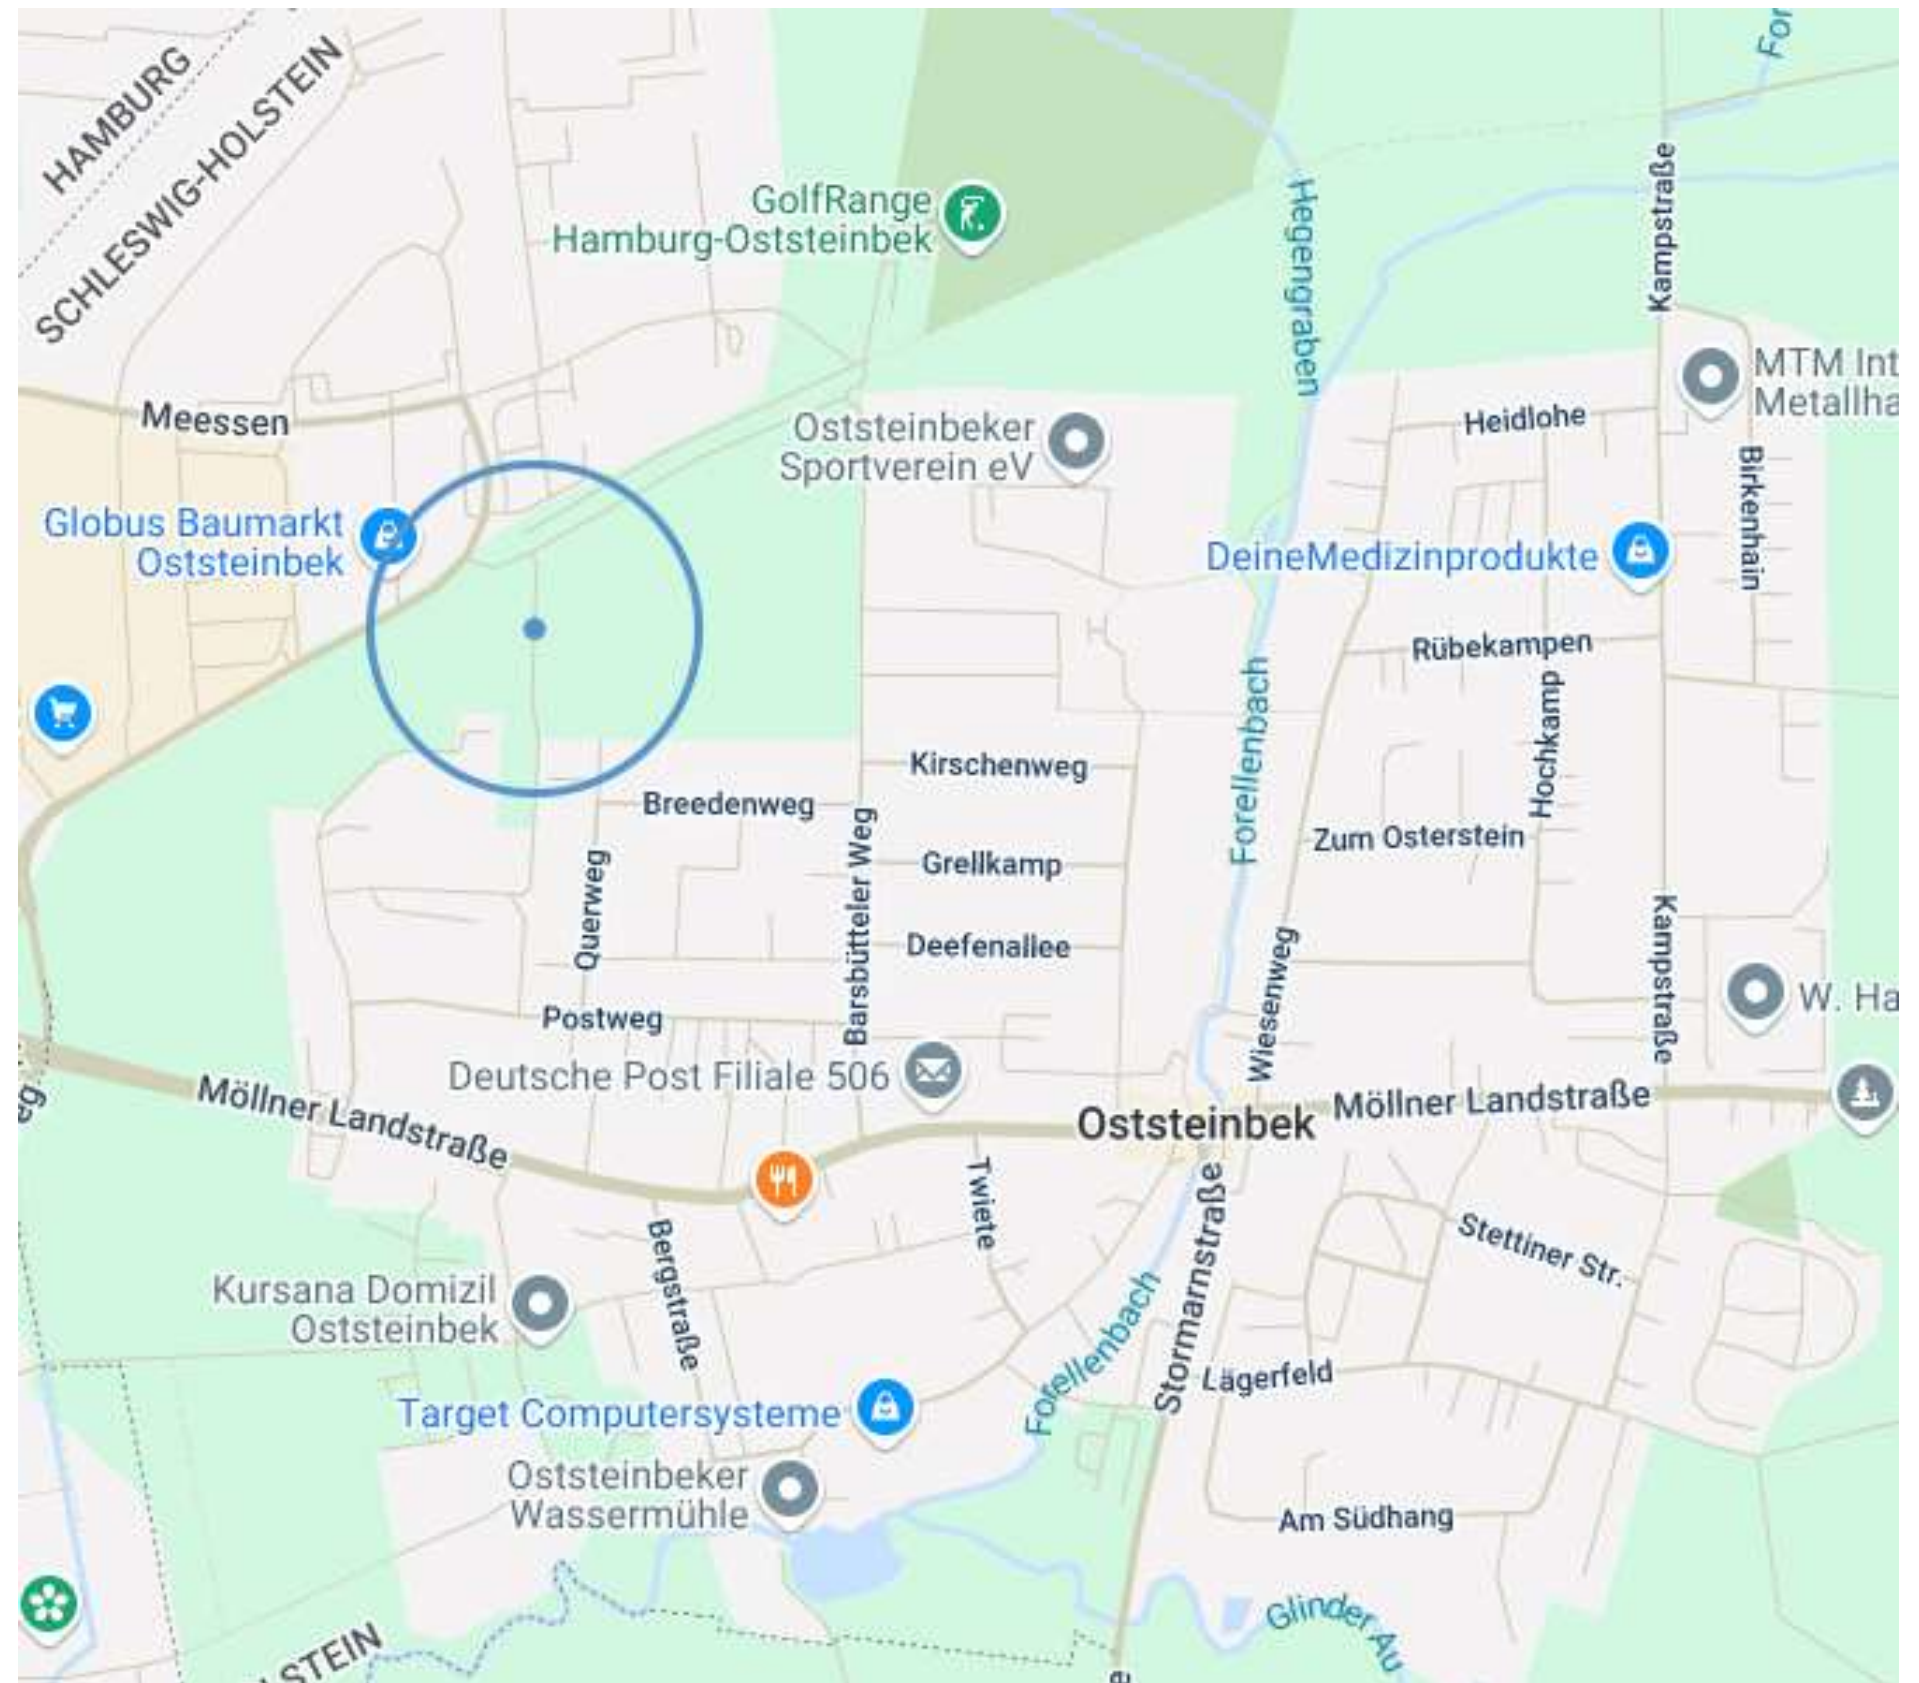 HAMBURG
SCHLESWIG-HOLSTEIN
For
GolfRange
Hamburg-Oststeinbek
Hegengraben
Kampstraße
MTM Int
Metallha
Meessen
Heidlohe
Oststeinbeker
Sportverein eV
Birkenhain
Globus Baumarkt
Oststeinbek
DeineMedizinprodukte
Rübekampen
Forellenbach
Hochkamp
Kirschenweg
Breedenweg
Barsbütteler Weg
Zum Osterstein
Grellkamp
Querweg
Deefenallee
Wiesenweg
Kampstraße
W. Ha
Postweg
Deutsche Post Filiale 506
eg
Möllner Landstraße
Möllner Landstraße
Oststeinbek
Twiete
Stormarnstraße
Bergstraße
Stettiner Str.
Kursana Domizil
Oststeinbek
Forellenbach
Lägerfeld
Target Computersysteme
Oststeinbeker
Wassermühle
Am Südhang
Glinder Au
LSTEIN
e